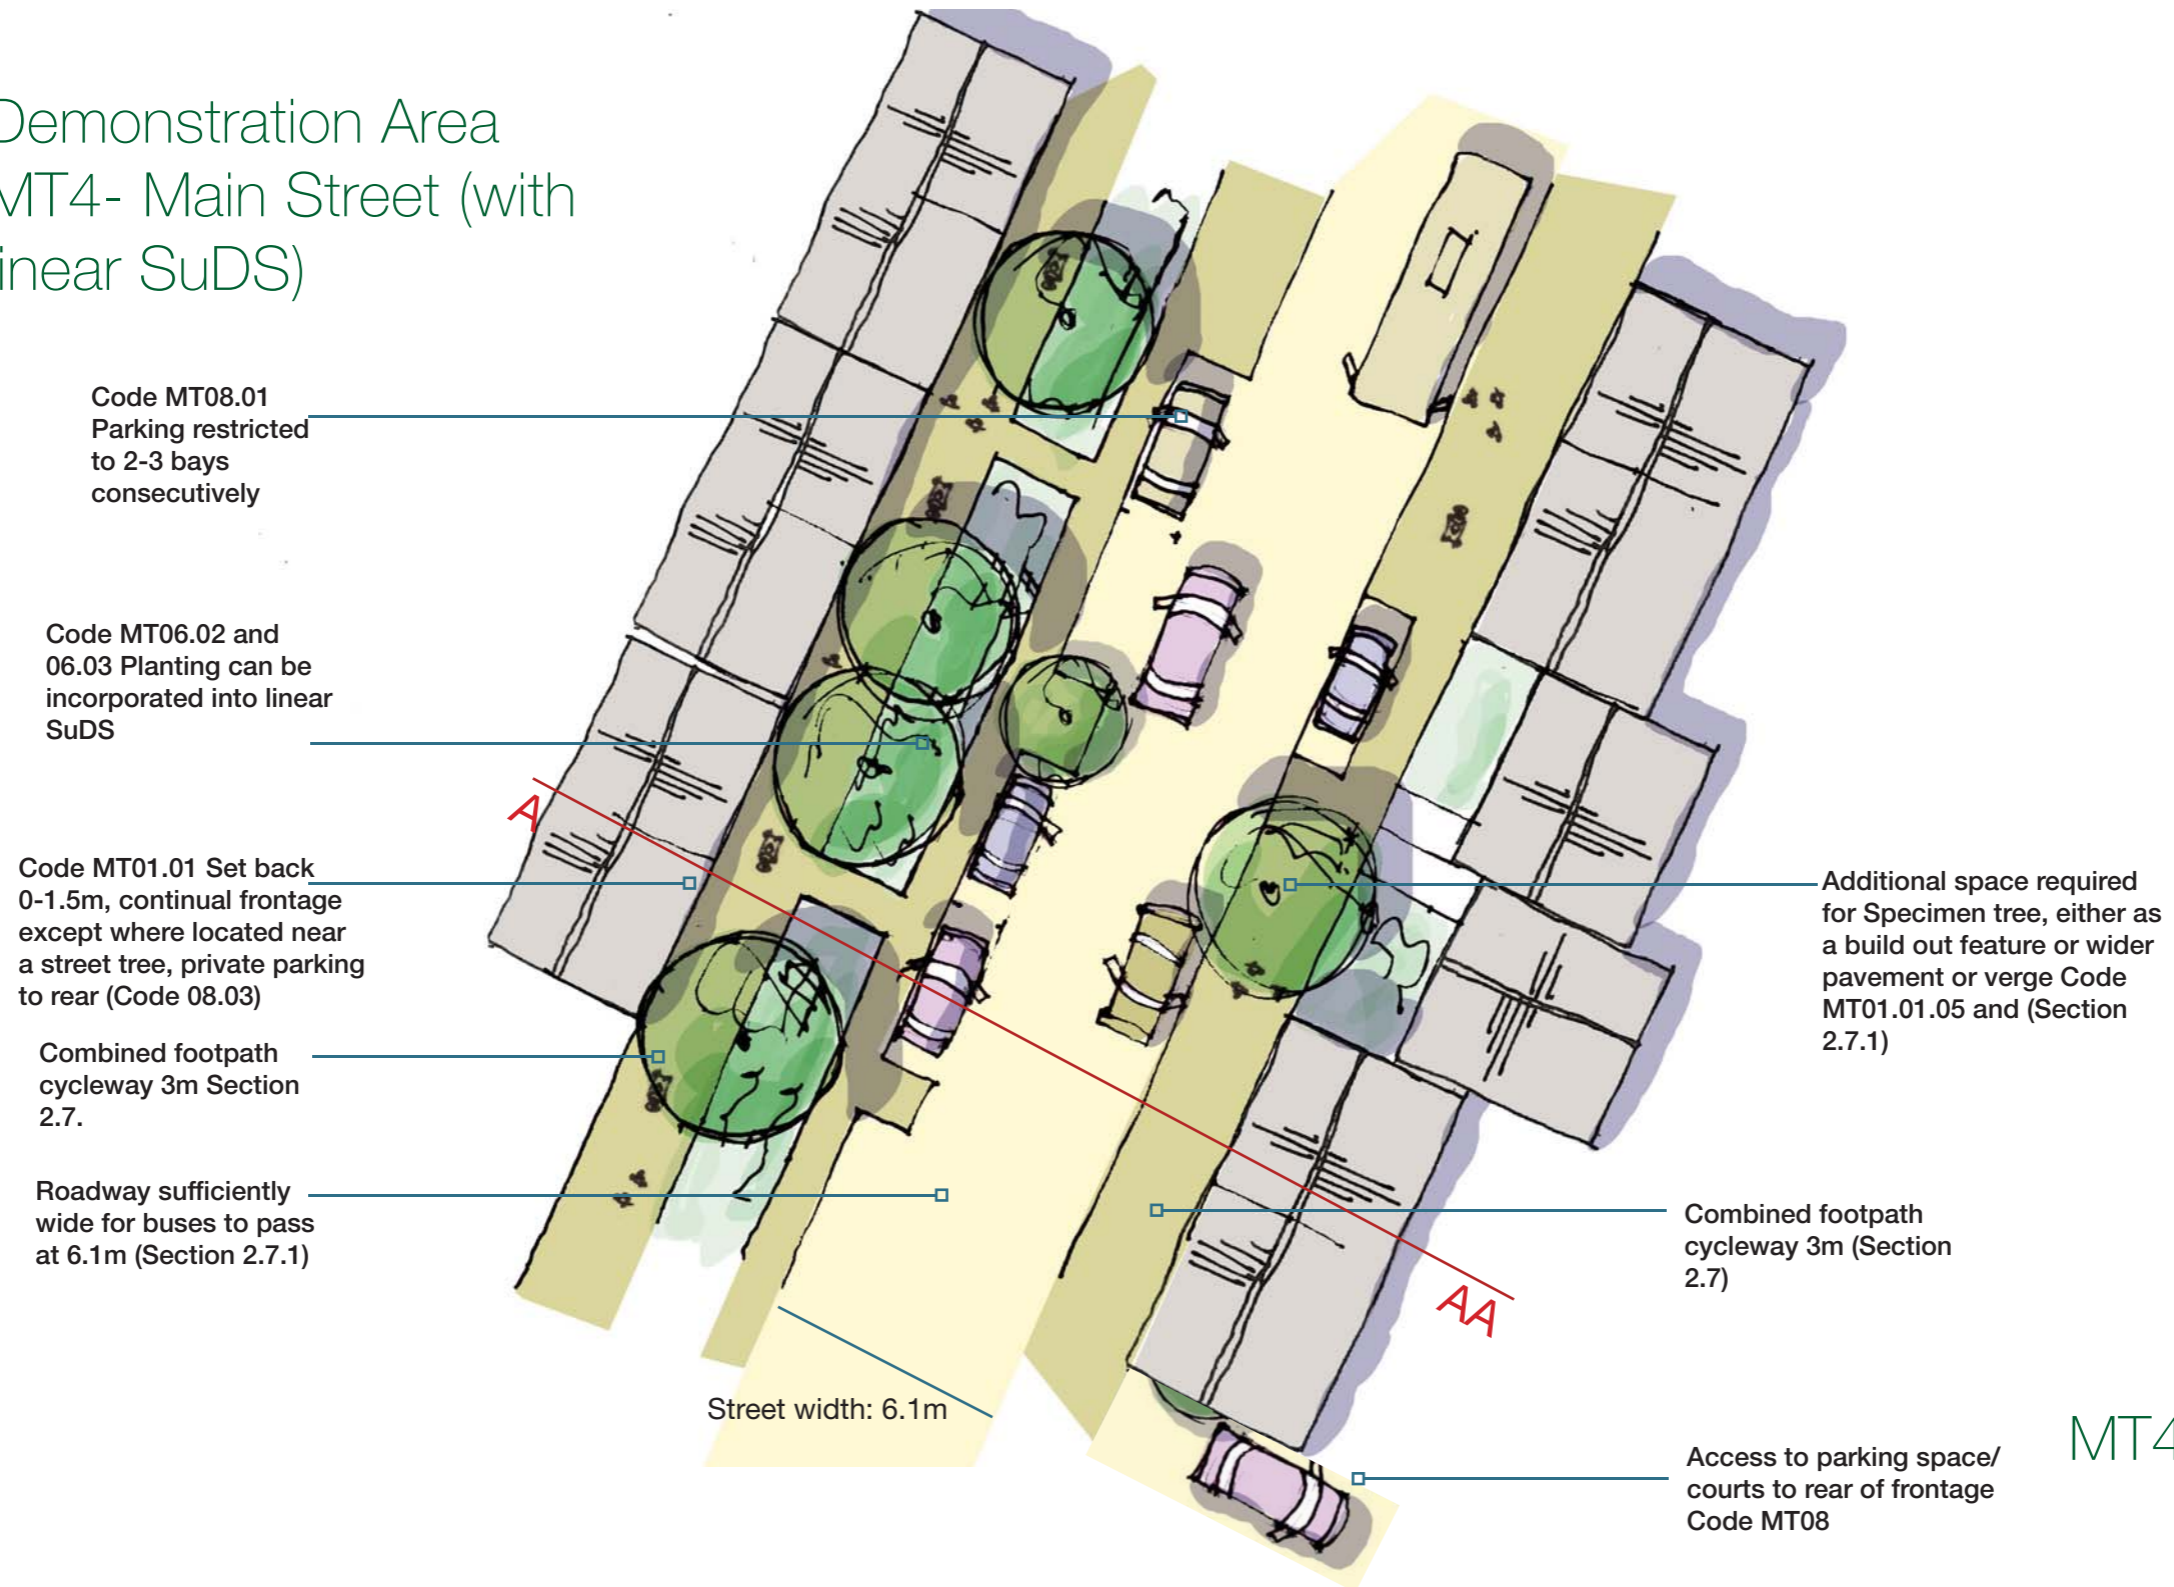 Demonstration Area
MT4- Main Street (with
linear SuDS)
Code MT08.01
Parking restricted
to 2-3 bays
consecutively
Code MT06.02 and
06.03 Planting can be
incorporated into linear
SuDS
A
Code MT01.01 Set back
0-1.5m, continual frontage
except where located near
a street tree, private parking
to rear (Code 08.03)
Combined footpath
cycleway 3m Section
2.7.
Roadway sufficiently
wide for buses to pass
at 6.1m (Section 2.7.1)
Street width: 6.1m
Additional space required
for Specimen tree, either as
a build out feature or wider
pavement or verge Code
MT01.01.05 and (Section
2.7.1)
Combined footpath
cycleway 3m (Section
2.7)
AA
Access to parking space/
courts to rear of frontage
Code MT08
MT4